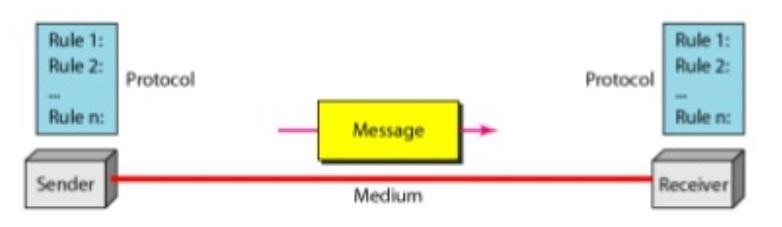 Rule 1:
Rule 2:
...
Rule n:
Protocol
Message
Protocol
Rule 1:
Rule 2:
...
Rule n:
Sender
Medium
Receiver